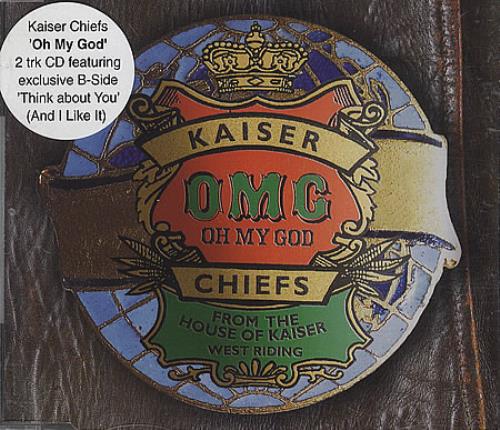 Kaiser Chiefs
'Oh My God'
2 trk CD featuring
exclusive B-Side
'Think about You'
(And I Like It)
KAISER
OMG
OH MY GOD
CHIEFS
FROM THE
HOUSE OF KAISER
WEST RIDING